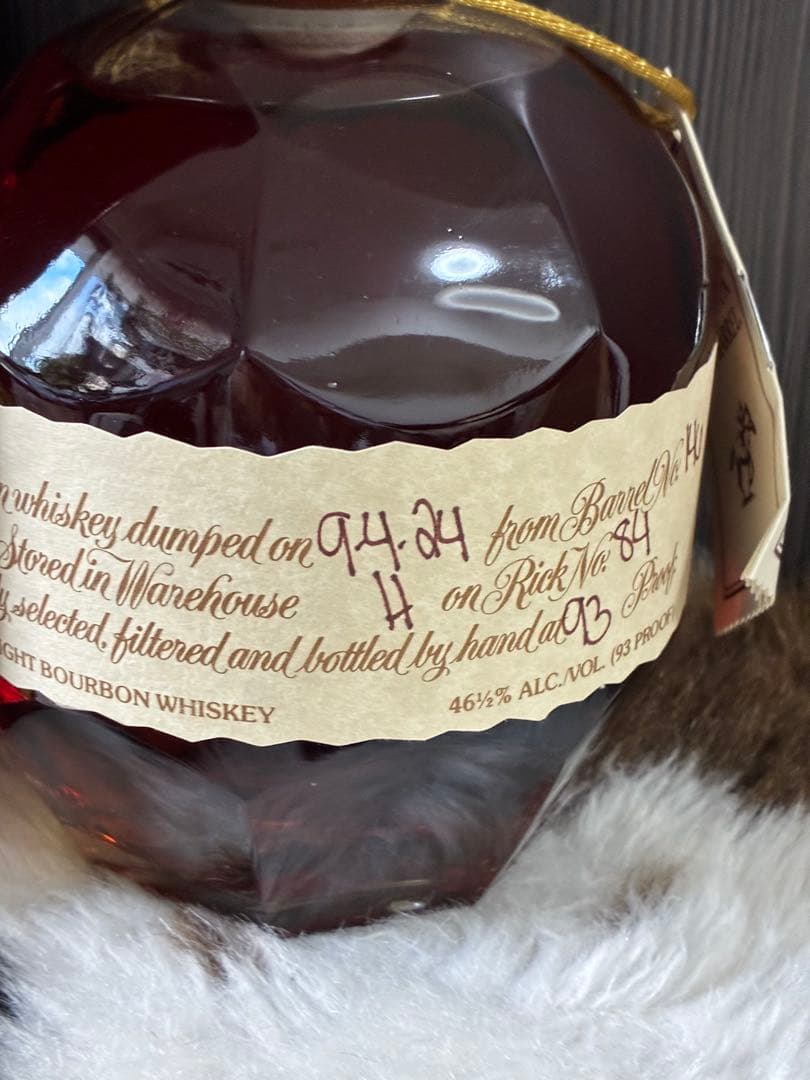 whiskey dumped on 9.4.24 from Barrel No.
Stored in Warehouse H on Rick No. 84
selected, filtered and bottled by hand at 93 Proof
BOURBON WHISKEY 46½% ALC./VOL. (93 PROOF)